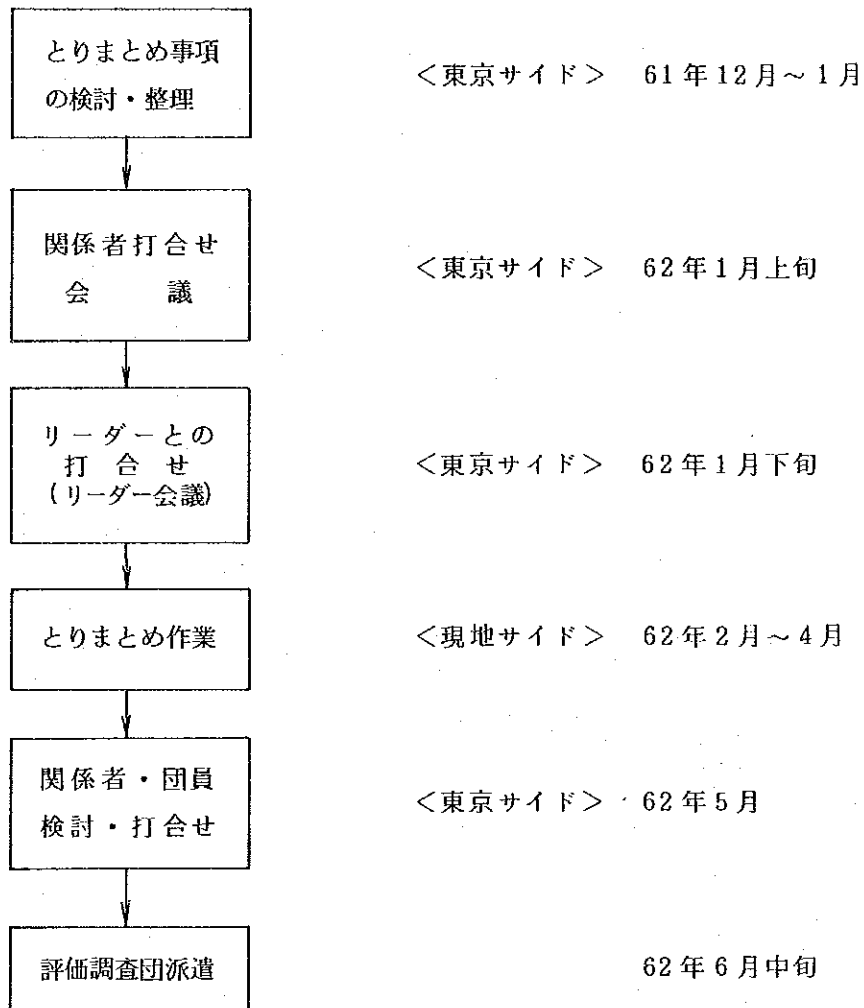 とりまとめ事項
の検討・整理
<東京サイド> 61年12月~1月
関係者打合せ
会議
<東京サイド> 62年1月上旬
リーダーとの
打合せ
(リーダー会議)
<東京サイド> 62年1月下旬
とりまとめ作業
<現地サイド> 62年2月~4月
関係者・団員
検討・打合せ
<東京サイド> 62年5月
評価調査団派遣
62年6月中旬